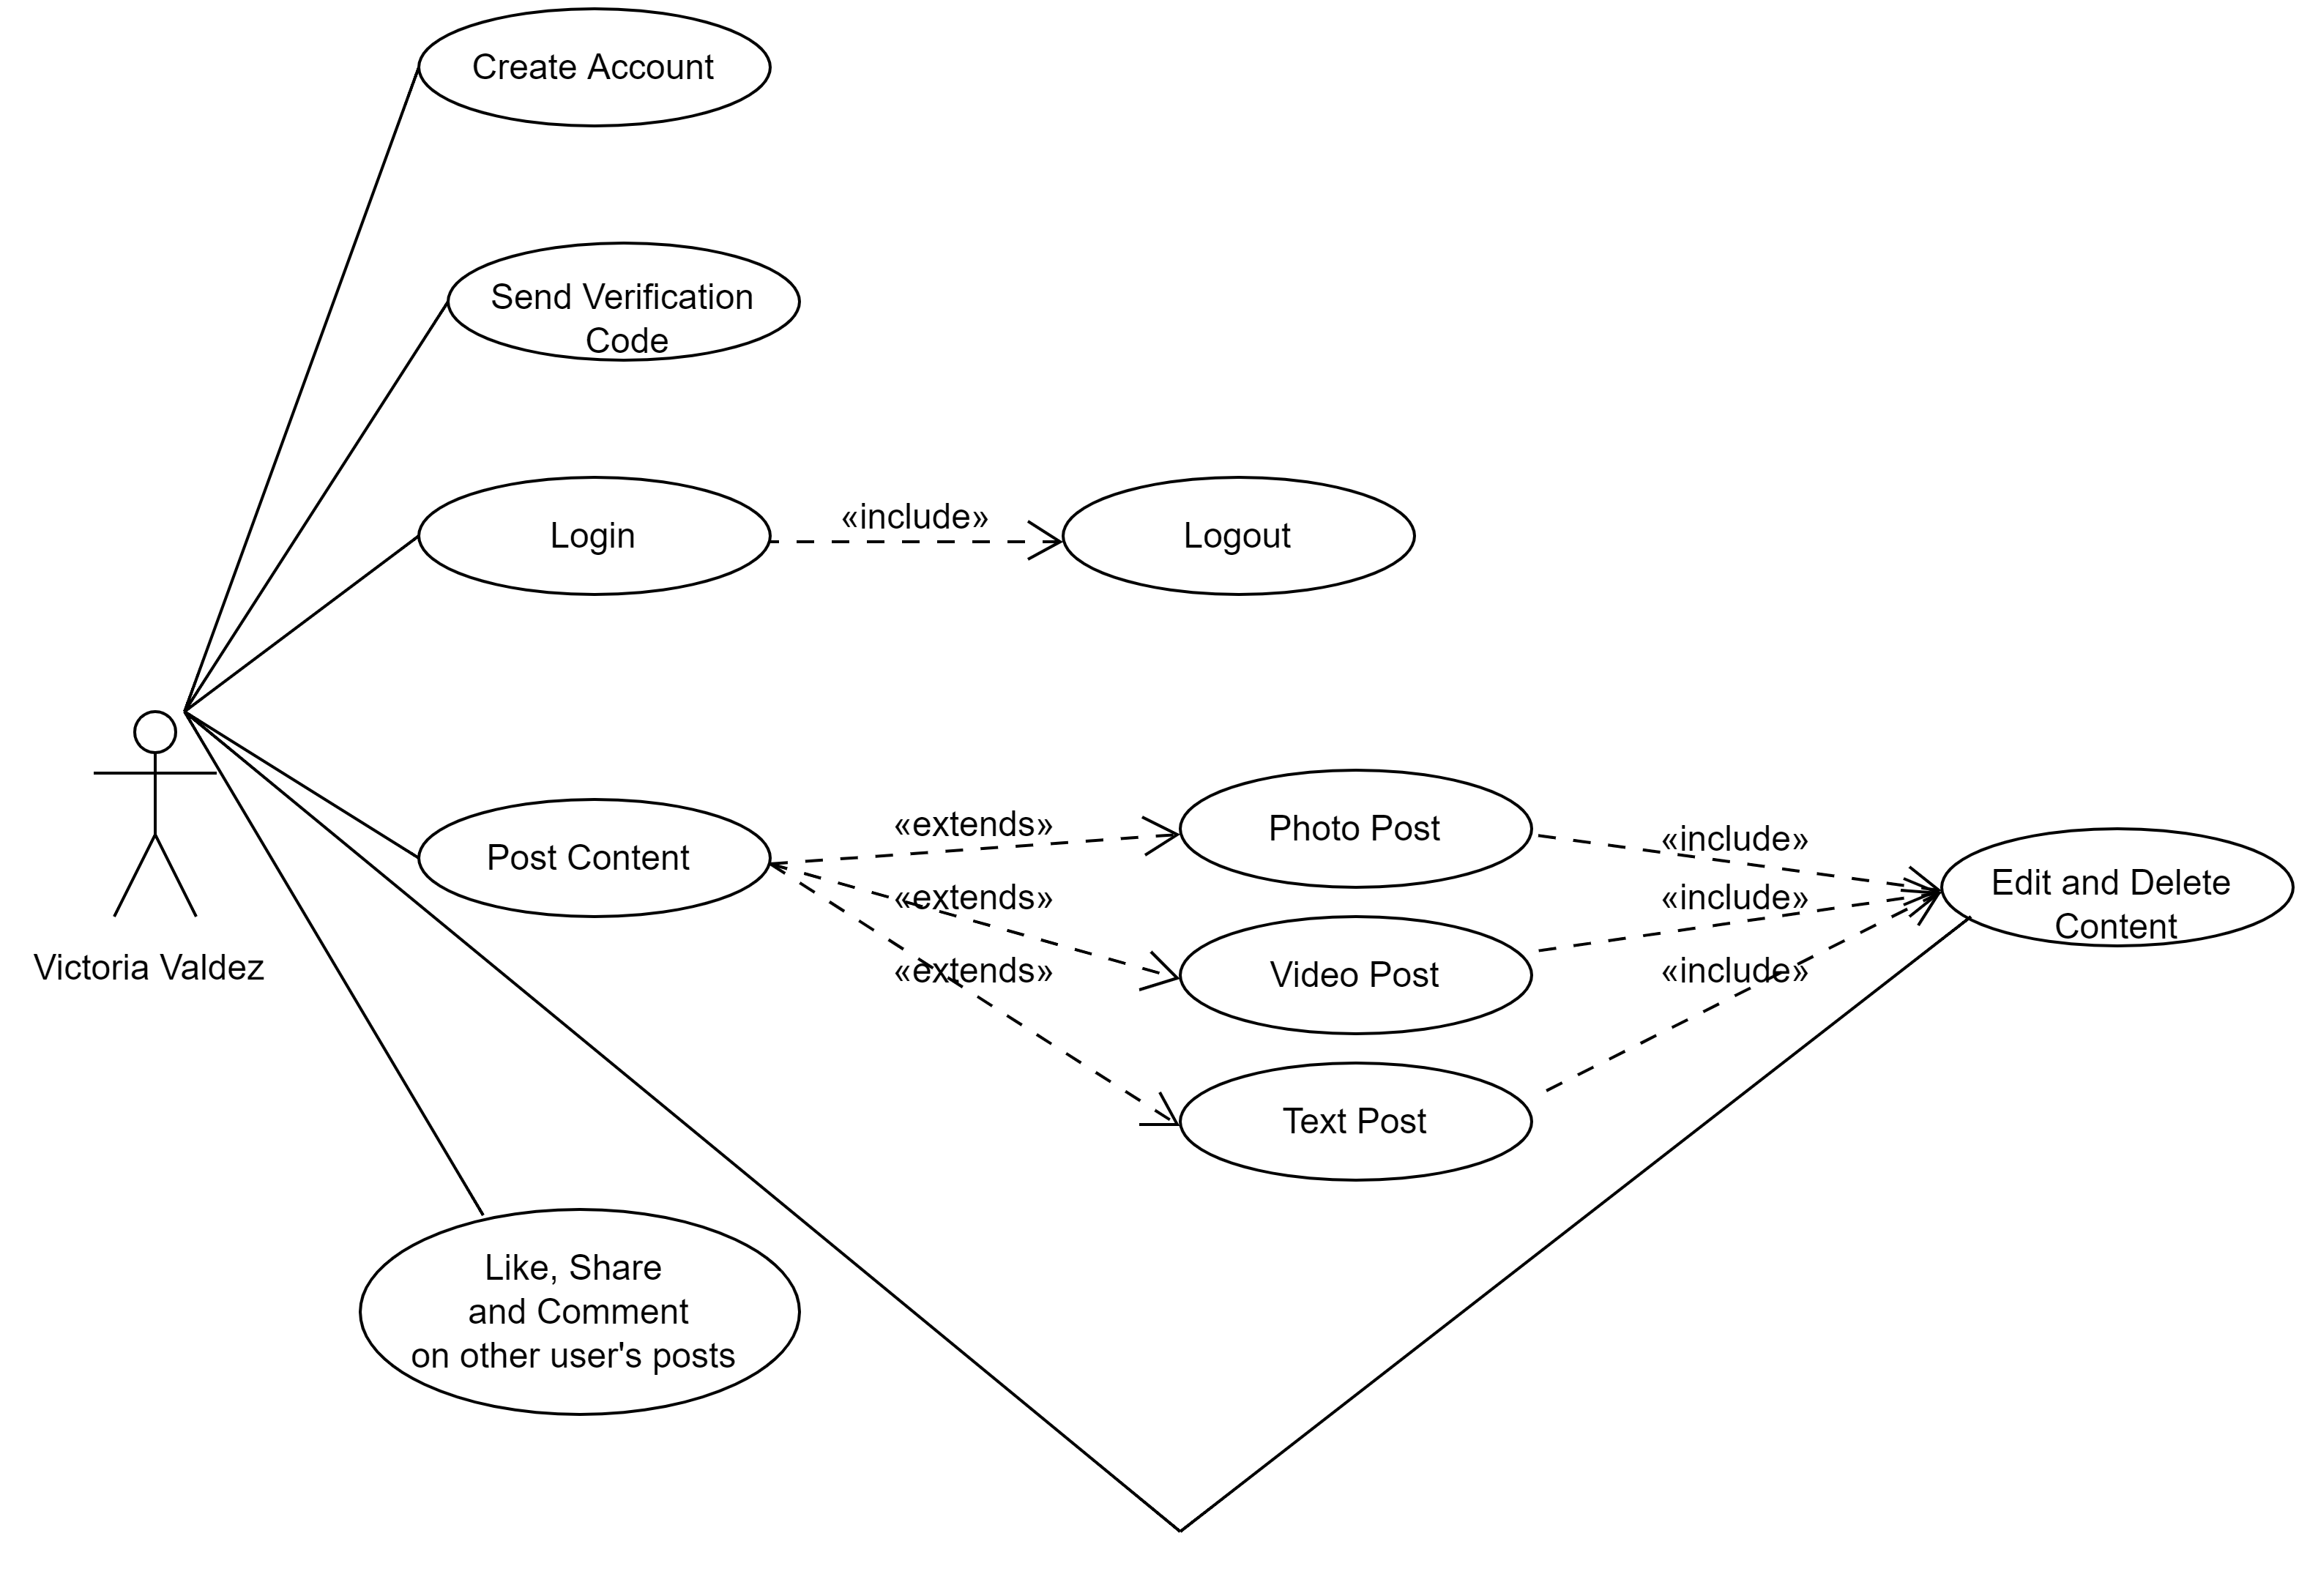 Create Account
Send Verification
Code
Login
«include»
Logout
Victoria Valdez
Post Content
«extends»
«extends»
«extends»
Photo Post
Video Post
Text Post
«include»
«include»
«include»
Edit and Delete
Content
Like, Share
and Comment
on other user's posts